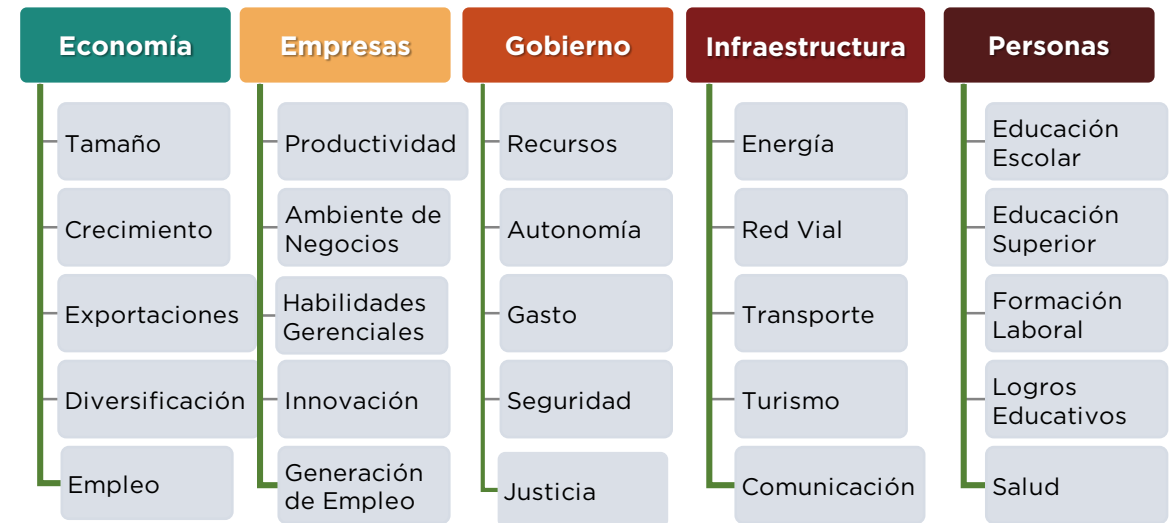 Economía
Tamaño
Crecimiento
Exportaciones
Diversificación
Empleo
Empresas
Productividad
Ambiente de
Negocios
Habilidades
Gerenciales
Innovación
Generación
de Empleo
Gobierno
Recursos
Autonomía
Gasto
Seguridad
Justicia
Infraestructura
Energía
Red Vial
Transporte
Turismo
Comunicación
Personas
Educación
Escolar
Educación
Superior
Formación
Laboral
Logros
Educativos
Salud